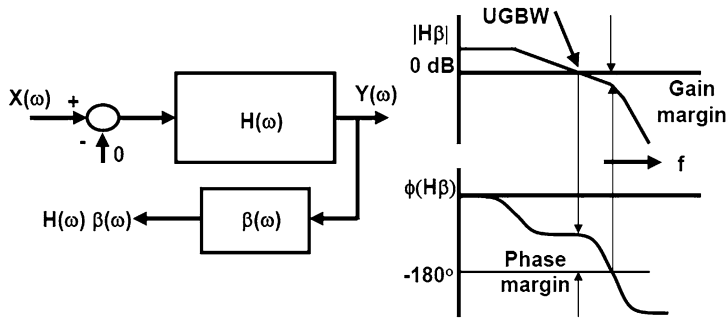 X(ω)
+
-
0
H(ω)
Y(ω)
H(ω) β(ω)
β(ω)
UGBW
|Hβ|
0 dB
Gain
margin
f
ϕ(Hβ)
-180°
Phase
margin